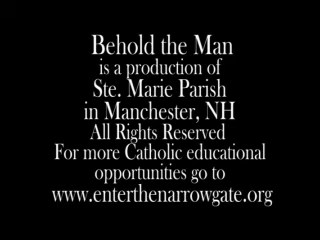 Behold the Man
is a production of
Ste. Marie Parish
in Manchester, NH
All Rights Reserved
For more Catholic educational
opportunities go to
www.enterthenarrowgate.org